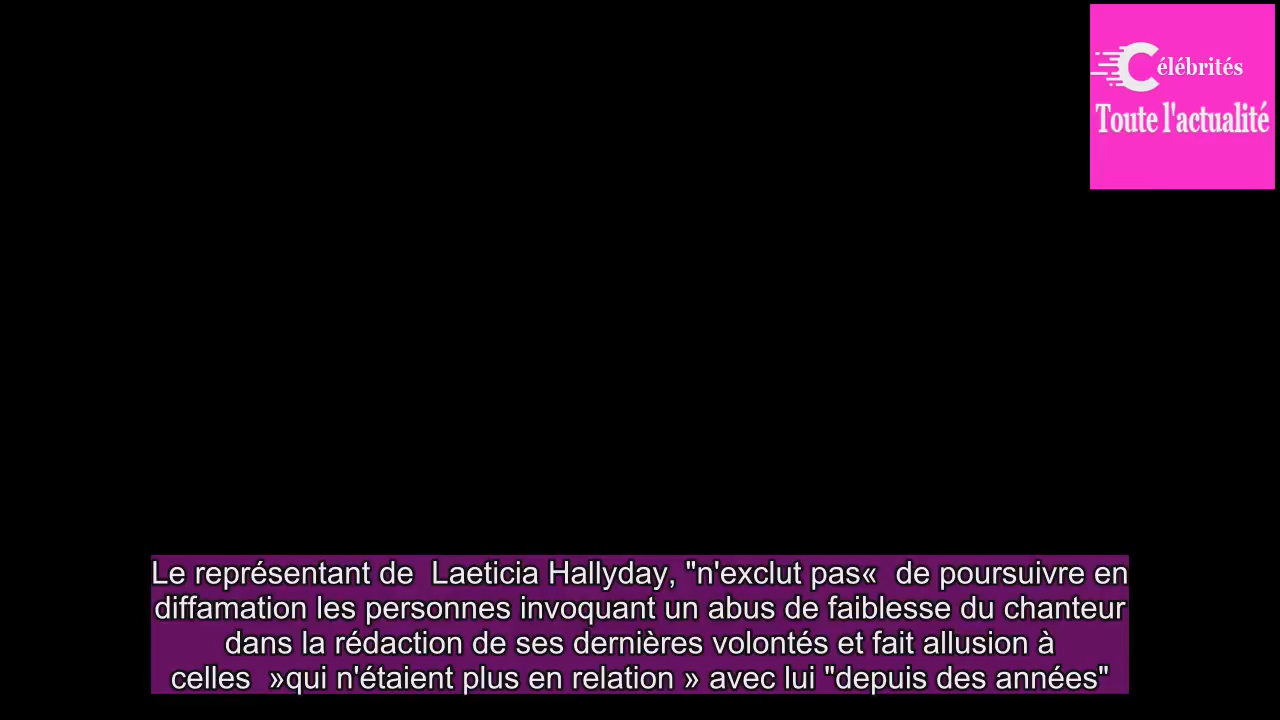 Célébrités
Toute l'actualité
Le représentant de  Laeticia Hallyday, "n'exclut pas«  de poursuivre en
diffamation les personnes invoquant un abus de faiblesse du chanteur
dans la rédaction de ses dernières volontés et fait allusion à
celles  »qui n'étaient plus en relation » avec lui "depuis des années"